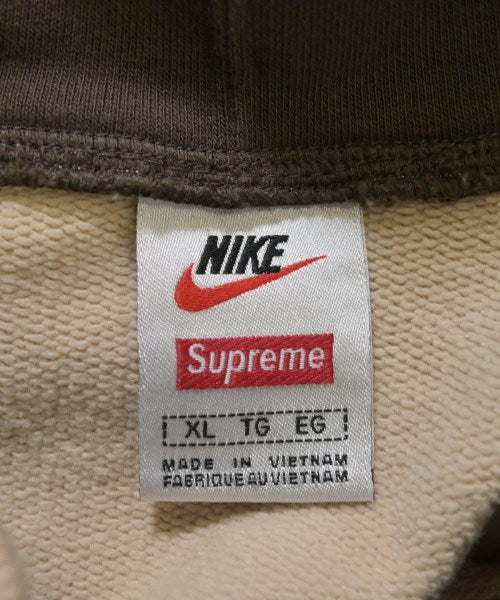 NIKE
Supreme
XL TG EG
MADE IN VIETNAM
FABRIQUE AU VIETNAM